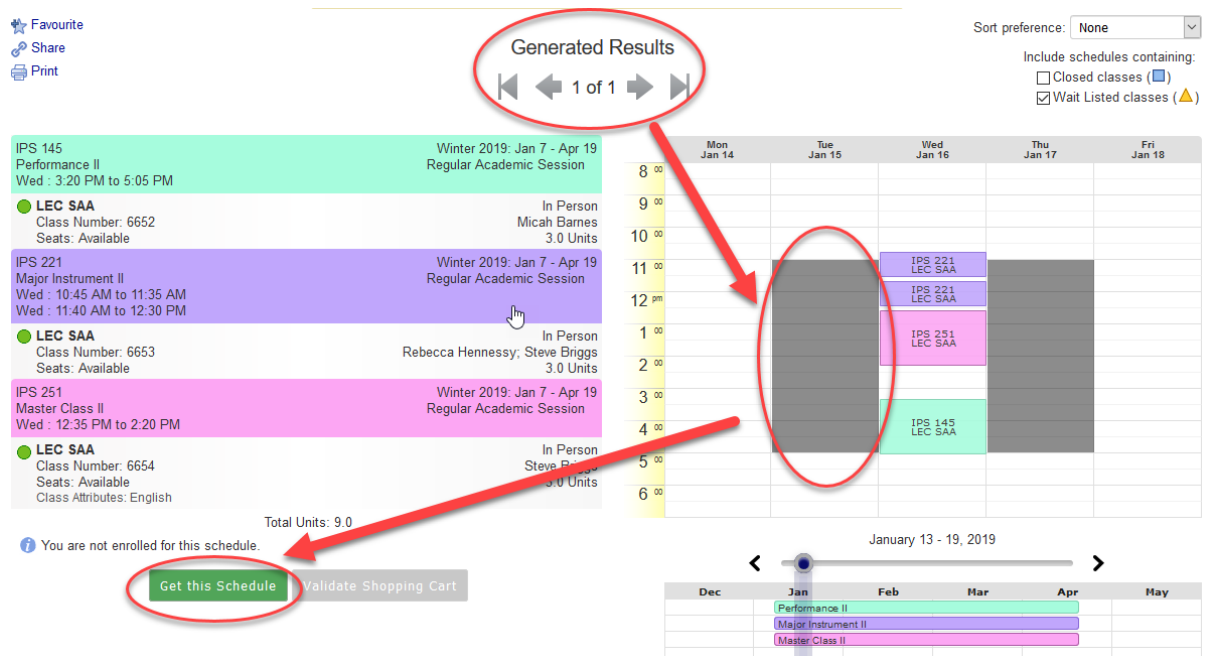 Favourite
Share
Print
Generated Results
1 of 1
Sort preference: None
Include schedules containing:
Closed classes ( )
Wait Listed classes ( )
IPS 145
Winter 2019: Jan 7 - Apr 19
Performance II
Regular Academic Session
Wed : 3:20 PM to 5:05 PM
LEC SAA
In Person
Class Number: 6652
Micah Barnes
Seats: Available
3.0 Units
IPS 221
Winter 2019: Jan 7 - Apr 19
Major Instrument II
Regular Academic Session
Wed : 10:45 AM to 11:35 AM
Wed : 11:40 AM to 12:30 PM
LEC SAA
In Person
Class Number: 6653
Rebecca Hennessy; Steve Briggs
Seats: Available
3.0 Units
IPS 251
Winter 2019: Jan 7 - Apr 19
Master Class II
Regular Academic Session
Wed : 12:35 PM to 2:20 PM
LEC SAA
In Person
Class Number: 6654
Steve Briggs
Seats: Available
3.0 Units
Class Attributes: English
Total Units: 9.0
You are not enrolled for this schedule.
Get this Schedule
Validate Shopping Cart
Mon Jan 14
Tue Jan 15
Wed Jan 16
Thu Jan 17
Fri Jan 18
8 00
9 00
10 00
11 00
12 pm
1 00
2 00
3 00
4 00
5 00
6 00
IPS 221
LEC SAA
IPS 221
LEC SAA
IPS 251
LEC SAA
IPS 145
LEC SAA
January 13 - 19, 2019
Dec Jan Feb Mar Apr May
Performance II
Major Instrument II
Master Class II